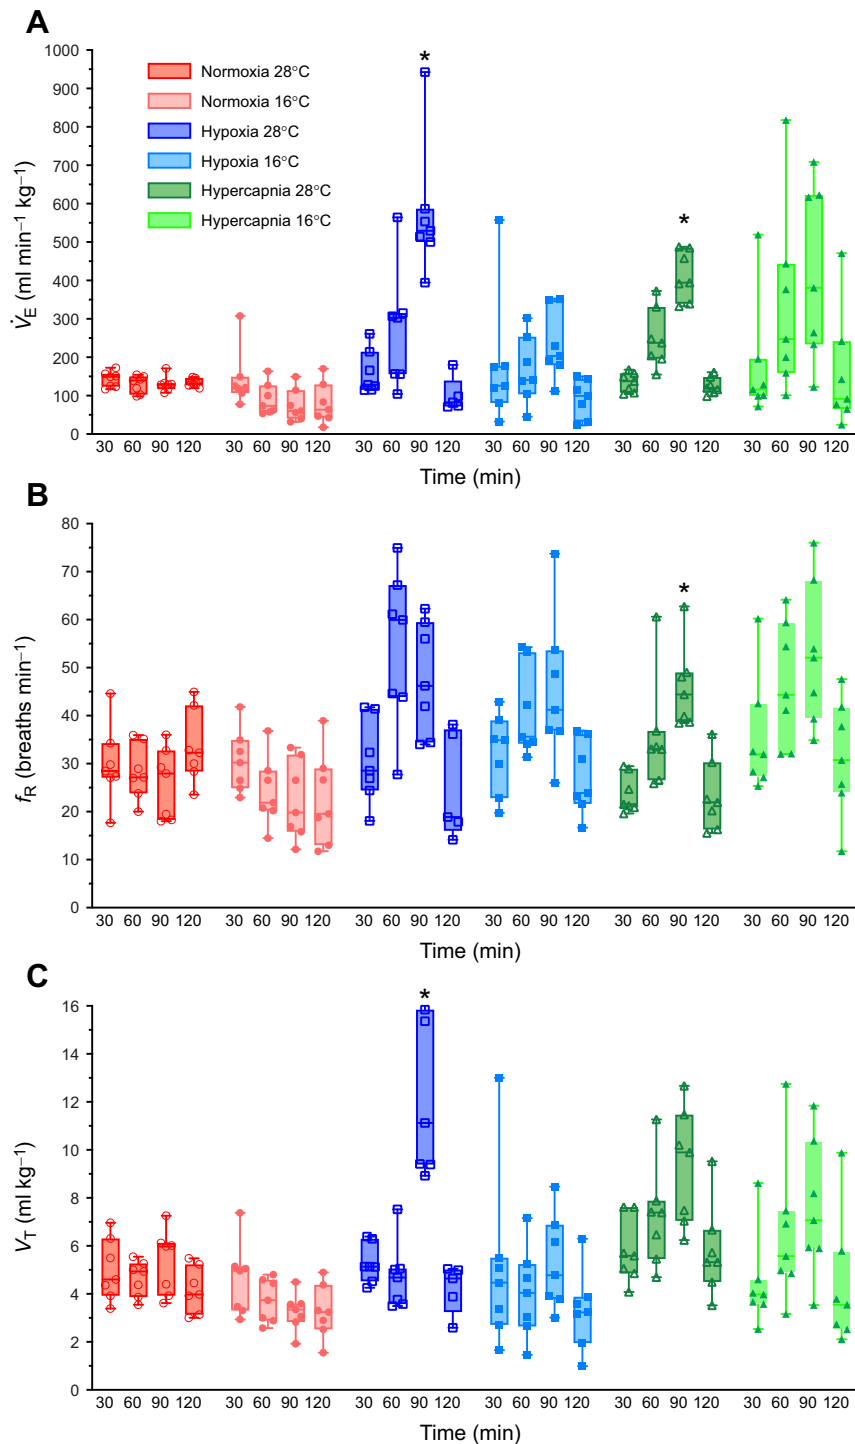 A
*
1000
900
800
700
600
500
400
300
200
100
0
V̇E (ml min−1 kg−1)
Normoxia 28°C
Normoxia 16°C
Hypoxia 28°C
Hypoxia 16°C
Hypercapnia 28°C
Hypercapnia 16°C
*
30 60 90 120 30 60 90 120 30 60 90 120 30 60 90 120 30 60 90 120 30 60 90 120
Time (min)
B
80
70
60
50
40
30
20
10
0
fR (breaths min−1)
*
30 60 90 120 30 60 90 120 30 60 90 120 30 60 90 120 30 60 90 120 30 60 90 120
Time (min)
C
*
16
14
12
10
8
6
4
2
0
VT (ml kg−1)
30 60 90 120 30 60 90 120 30 60 90 120 30 60 90 120 30 60 90 120 30 60 90 120
Time (min)